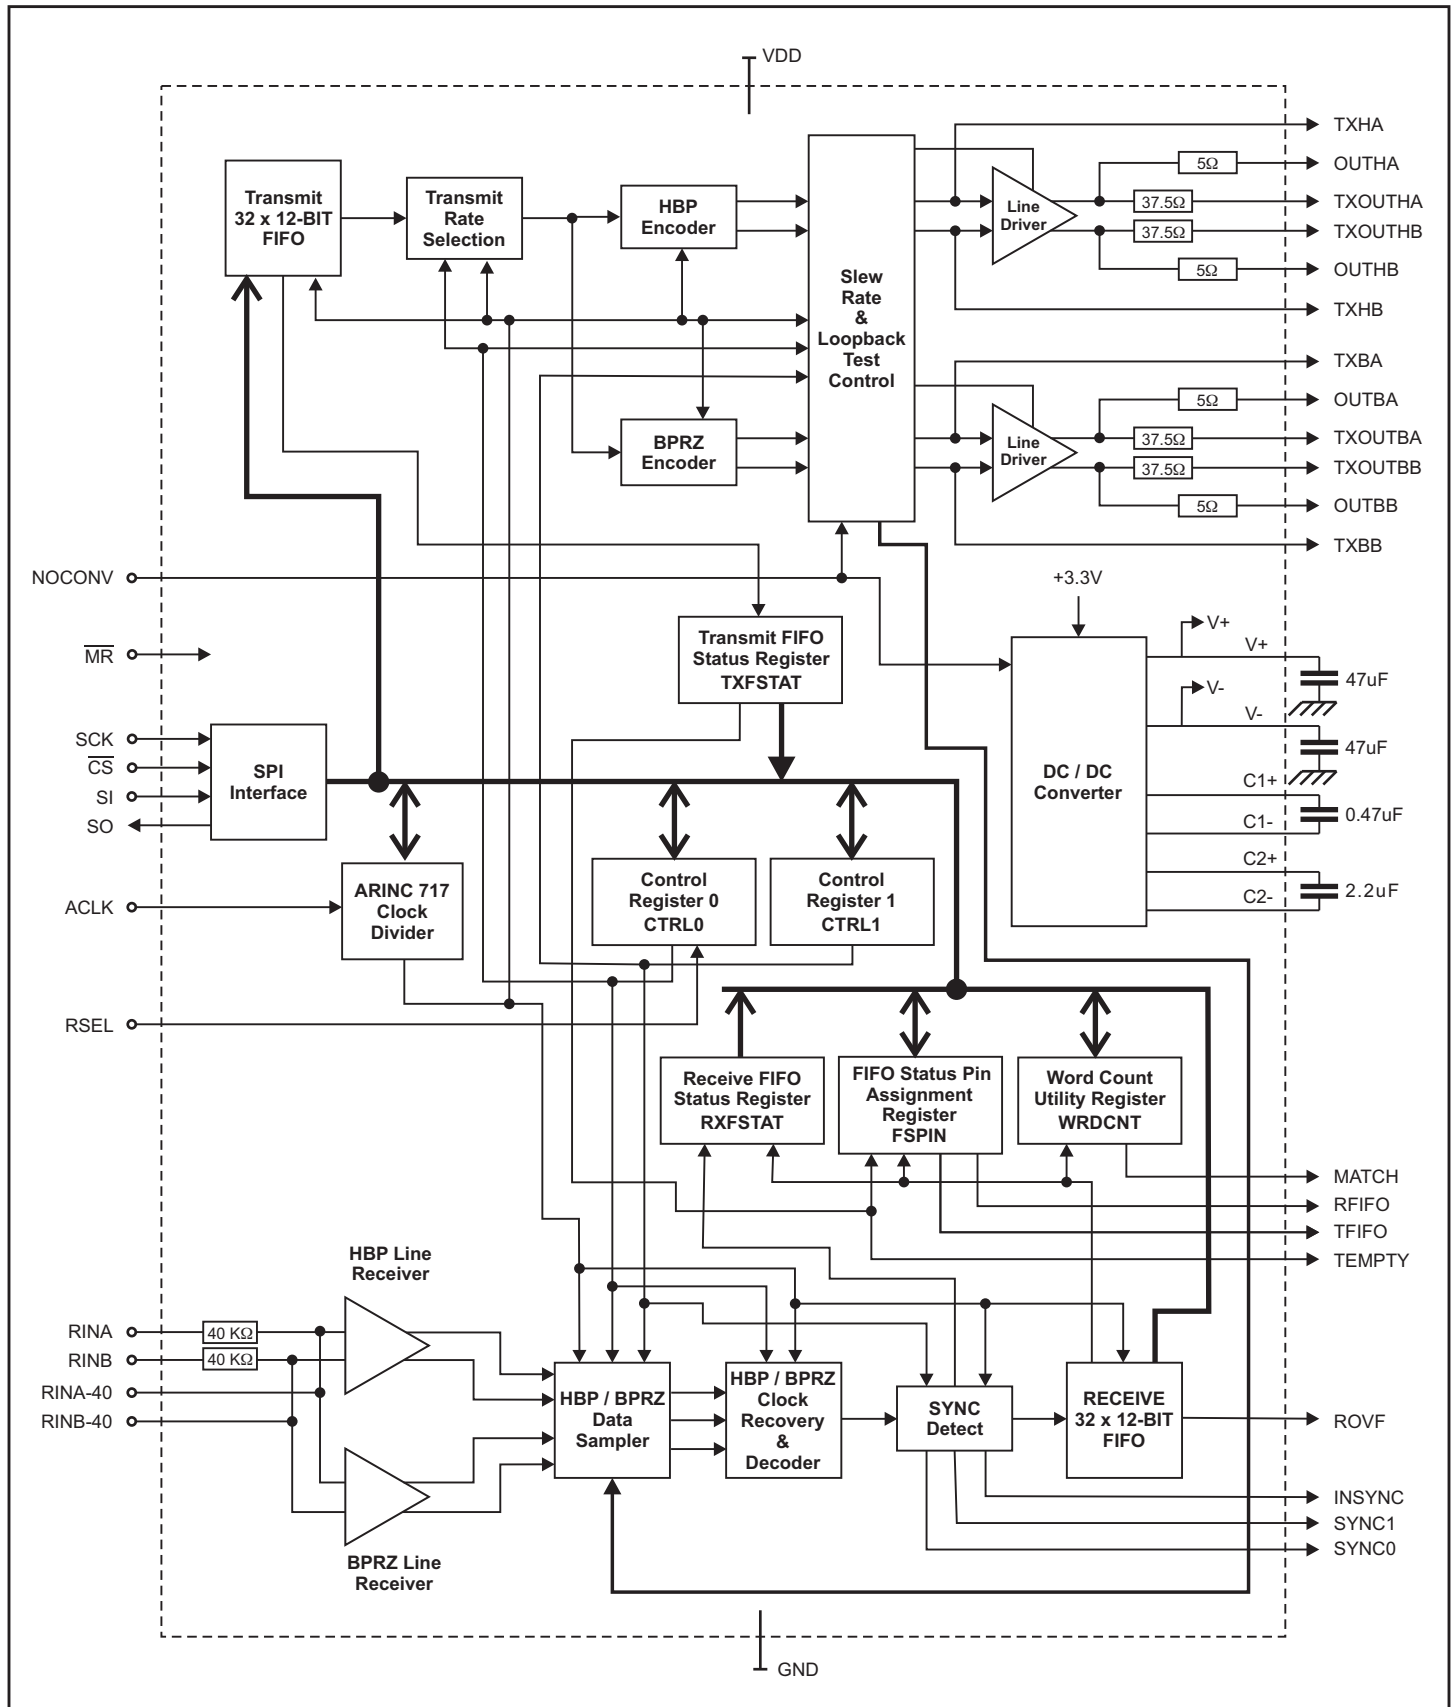 VDD
TXHA
OUTHA
5Ω
TXOUTHA
37.5Ω
TXOUTHB
37.5Ω
OUTHB
5Ω
TXHB
Transmit
32 x 12-BIT
FIFO
Transmit
Rate
Selection
HBP
Encoder
BPRZ
Encoder
Slew
Rate
&
Loopback
Test
Control
Line
Driver
Line
Driver
TXBA
OUTBA
5Ω
TXOUTBA
37.5Ω
TXOUTBB
37.5Ω
OUTBB
5Ω
TXBB
NOCONV
MR
SCK
CS
SI
SO
SPI
Interface
Transmit FIFO
Status Register
TXFSTAT
+3.3V
DC / DC
Converter
V+
V+
47uF
V-
V-
47uF
C1+
C1-
0.47uF
C2+
C2-
2.2uF
ACLK
ARINC 717
Clock
Divider
Control
Register 0
CTRL0
Control
Register 1
CTRL1
RSEL
Receive FIFO
Status Register
RXFSTAT
FIFO Status Pin
Assignment
Register
FSPIN
Word Count
Utility Register
WRDCNT
MATCH
RFIFO
TFIFO
TEMPTY
HBP Line
Receiver
RINA
40 KΩ
RINB
40 KΩ
RINA-40
RINB-40
BPRZ Line
Receiver
HBP / BPRZ
Data
Sampler
HBP / BPRZ
Clock
Recovery
&
Decoder
SYNC
Detect
RECEIVE
32 x 12-BIT
FIFO
ROVF
INSYNC
SYNC1
SYNC0
GND